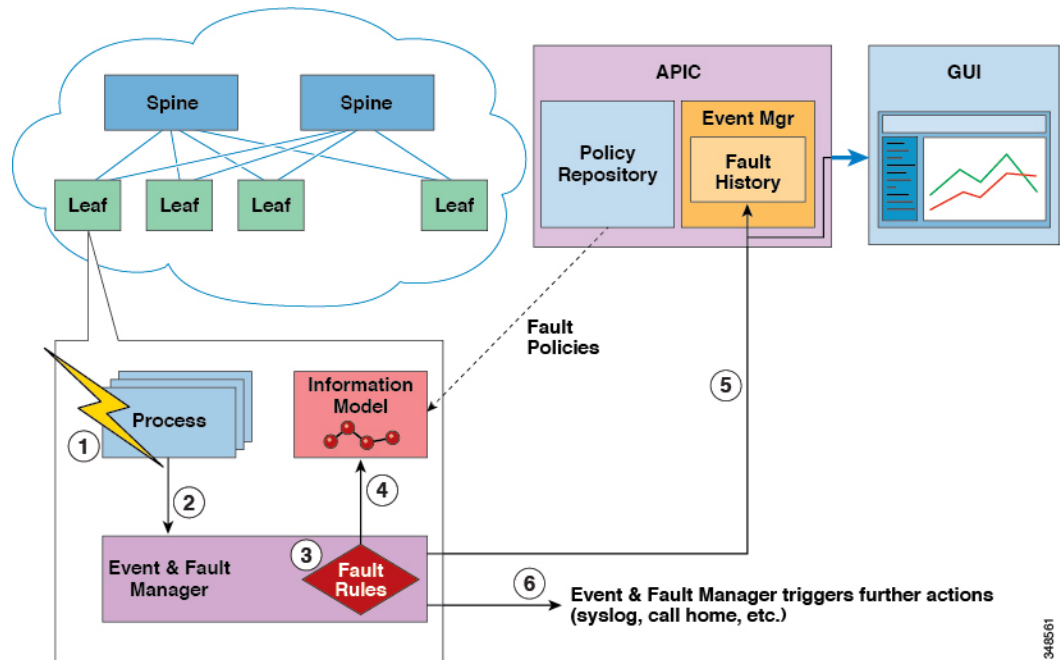 Spine
Spine
Leaf
Leaf
Leaf
Leaf
APIC
Policy
Repository
Event Mgr
Fault
History
GUI
Fault
Policies
Process
1
2
Information
Model
4
5
Event & Fault
Manager
3
Fault
Rules
6
Event & Fault Manager triggers further actions
(syslog, call home, etc.)
348561